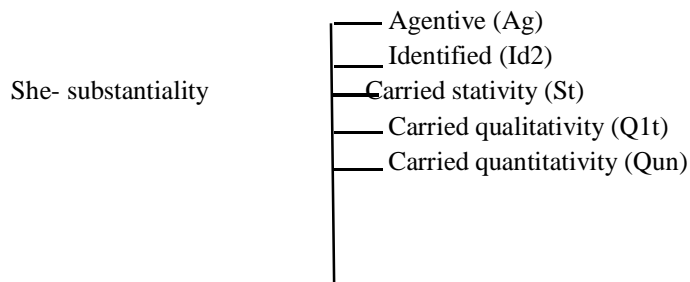 Agentive (Ag)
Identified (Id2)
She- substantiality Carried stativity (St)
Carried qualitativity (Q1t)
Carried quantitativity (Qun)